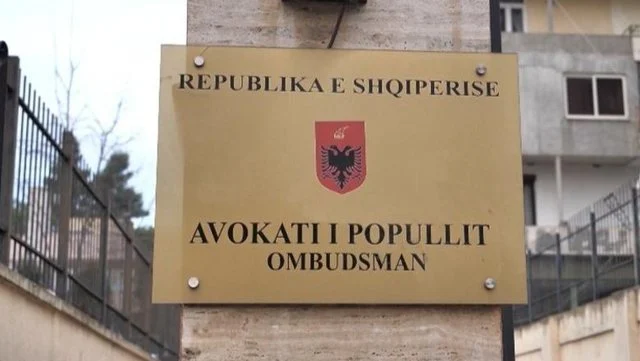 REPUBLIKA E SHQIPERISE
AVOKATI I POPULLIT
OMBUDSMAN